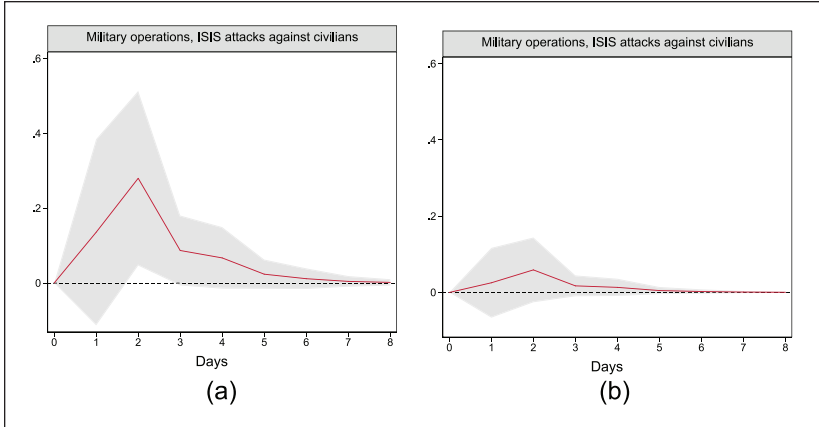 Military operations, ISIS attacks against civilians
.6
.4
.2
0
0 1 2 3 4 5 6 7 8
Days
(a)
Military operations, ISIS attacks against civilians
.6
.4
.2
0
0 1 2 3 4 5 6 7 8
Days
(b)